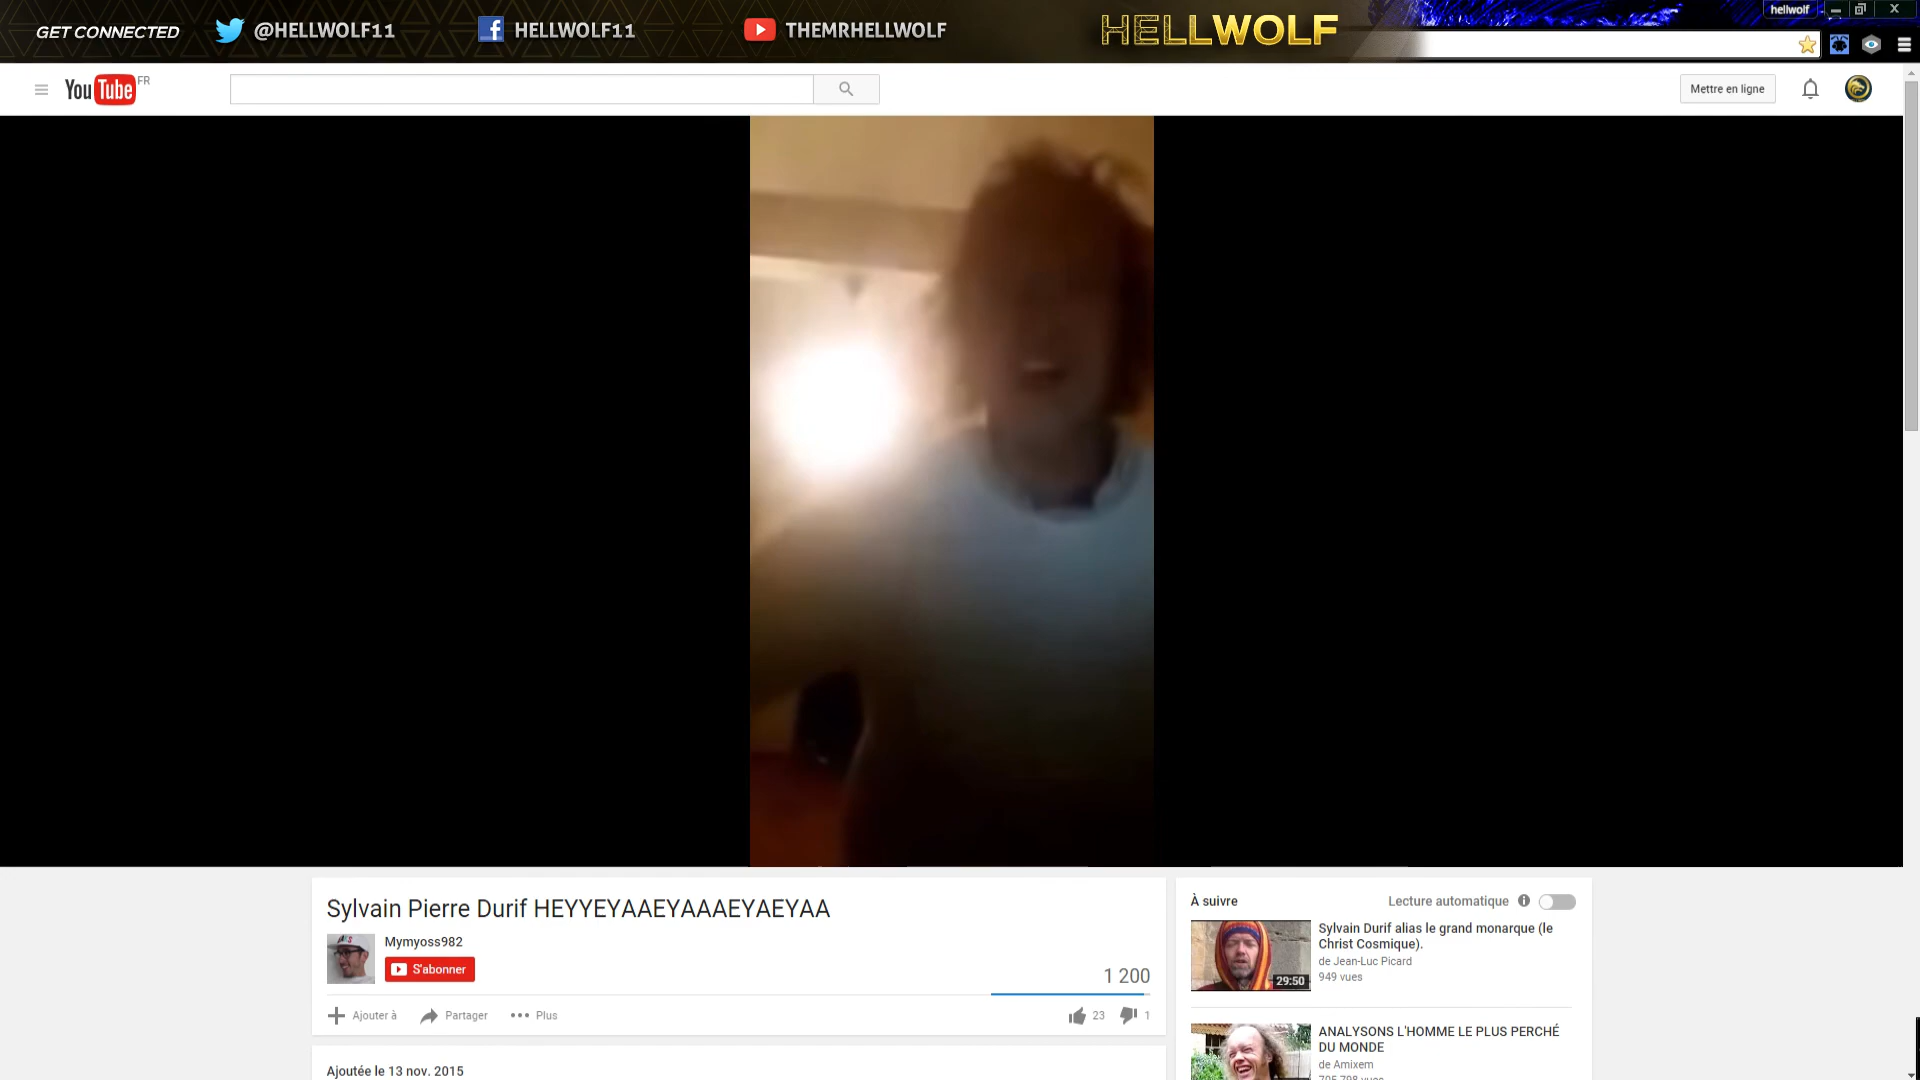 GET CONNECTED
@HELLWOLF11
HELLWOLF11
THEMRHELLWOLF
HELLWOLF
hellwolf
YouTube FR
Mettre en ligne
Sylvain Pierre Durif HEYYEYAAEYAAAEYAEYAA
Mymyoss982
S'abonner
1 200
Ajouter à
Partager
Plus
23
1
Ajoutée le 13 nov. 2015
À suivre
Lecture automatique
Sylvain Durif alias le grand monarque (le
Christ Cosmique).
de Jean-Luc Picard
949 vues
29:50
ANALYSONS L'HOMME LE PLUS PERCHÉ
DU MONDE
de Amixem